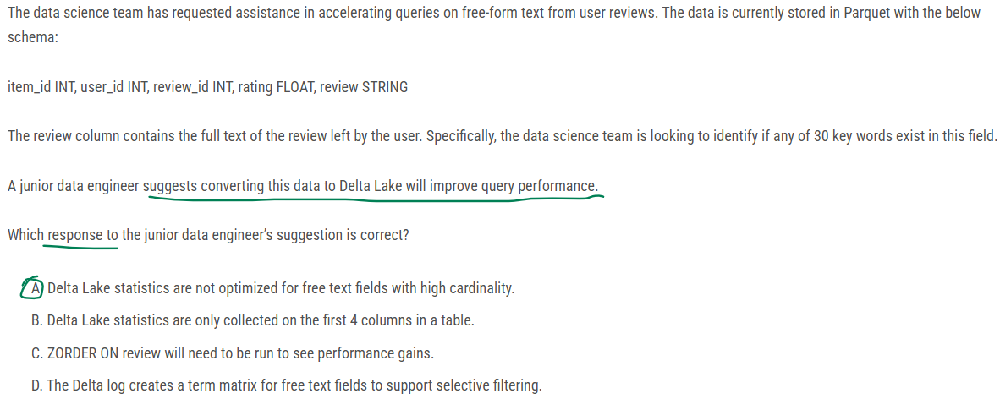 The data science team has requested assistance in accelerating queries on free-form text from user reviews. The data is currently stored in Parquet with the below
schema:
item_id INT, user_id INT, review_id INT, rating FLOAT, review STRING
The review column contains the full text of the review left by the user. Specifically, the data science team is looking to identify if any of 30 key words exist in this field.
A junior data engineer suggests converting this data to Delta Lake will improve query performance.
Which response to the junior data engineer’s suggestion is correct?
A Delta Lake statistics are not optimized for free text fields with high cardinality.
B. Delta Lake statistics are only collected on the first 4 columns in a table.
C. ZORDER ON review will need to be run to see performance gains.
D. The Delta log creates a term matrix for free text fields to support selective filtering.